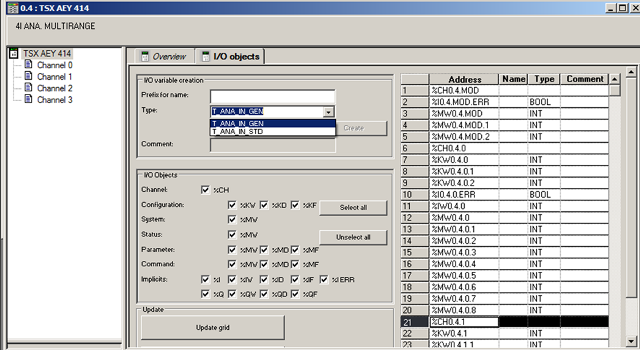 0.4 : TSX AEY 414
4I ANA. MULTIRANGE
TSX AEY 414
Channel 0
Channel 1
Channel 2
Channel 3
Overview
I/O objects
I/O variable creation
Prefix for name:
Type:
T_ANA_IN_GEN
T_ANA_IN_GEN
T_ANA_IN_STD
Create
Comment:
I/O Objects
Channel: %CH
Configuration: %KW %KD %KF Select all
System: %MW
Status: %MW Unselect all
Parameter: %MW %MD %MF
Command: %MW %MD %MF
Implicits: %I %IW %ID %IF %I ERR
%Q %QW %QD %QF
Update
Update grid
Address Name Type Comment
1 %CH0.4.MOD
2 %I0.4.MOD.ERR BOOL
3 %MW0.4.MOD INT
4 %MW0.4.MOD.1 INT
5 %MW0.4.MOD.2 INT
6 %CH0.4.0
7 %KW0.4.0 INT
8 %KW0.4.0.1 INT
9 %KW0.4.0.2 INT
10 %I0.4.0.ERR BOOL
11 %IW0.4.0 INT
12 %MW0.4.0 INT
13 %MW0.4.0.1 INT
14 %MW0.4.0.2 INT
15 %MW0.4.0.3 INT
16 %MW0.4.0.4 INT
17 %MW0.4.0.5 INT
18 %MW0.4.0.6 INT
19 %MW0.4.0.7 INT
20 %MW0.4.0.8 INT
21 %CH0.4.1
22 %KW0.4.1 INT
23 %KW0.4.1.1 INT